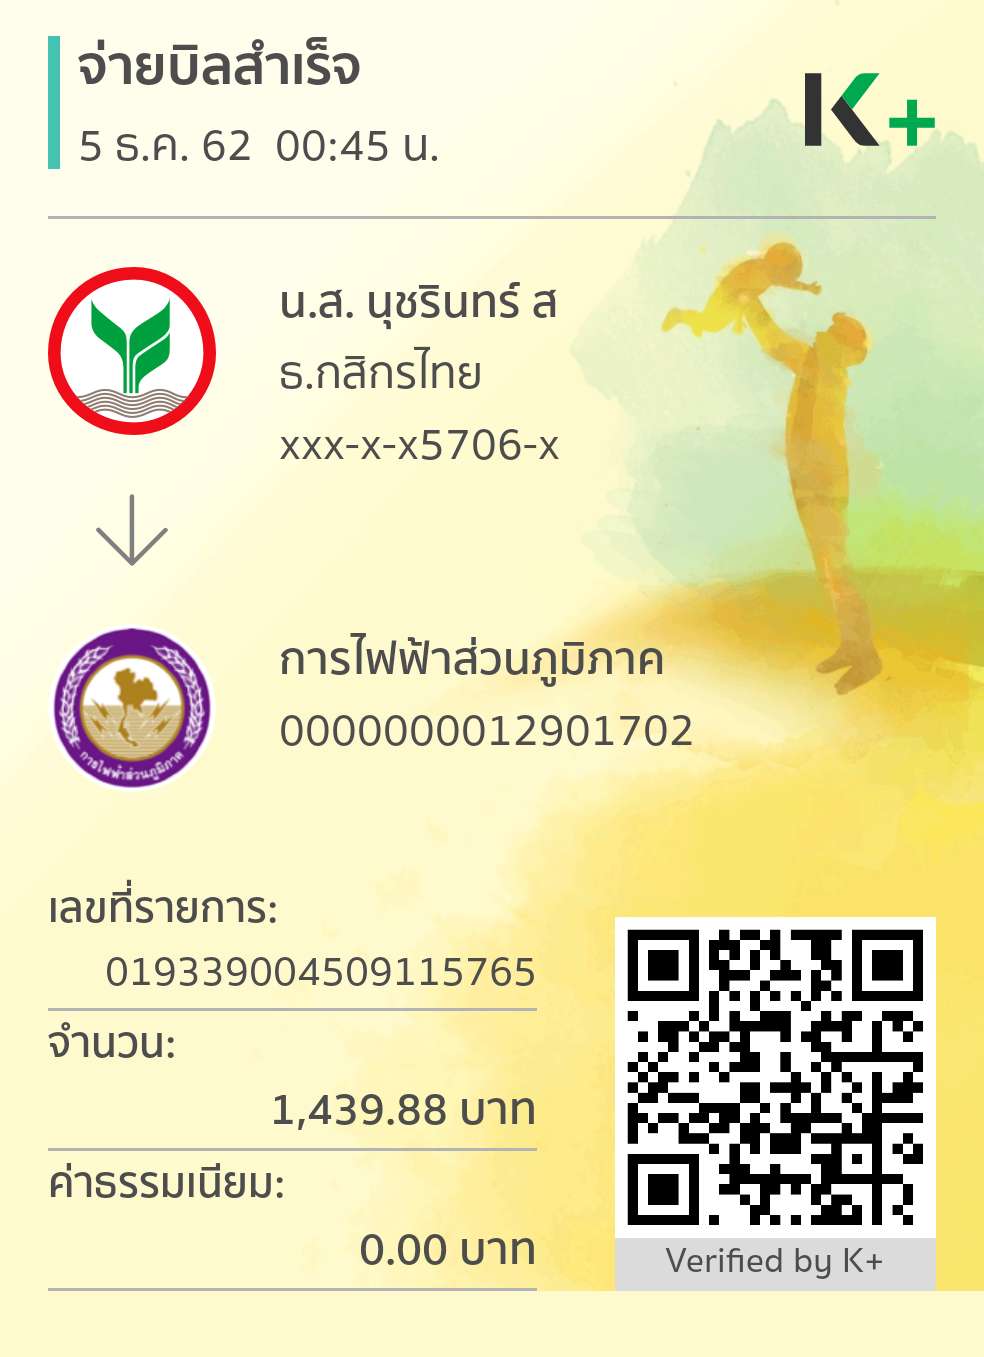 จ่ายบิลสำเร็จ
5 ธ.ค. 62 00:45 น.
K+
น.ส. นุชรินทร์ ส
ธ.กสิกรไทย
xxx-x-x5706-x
การไฟฟ้าส่วนภูมิภาค
0000000012901702
การไฟฟ้าส่วนภูมิภาค
เลขที่รายการ:
019339004509115765
จำนวน:
1,439.88 บาท
ค่าธรรมเนียม:
0.00 บาท
Verified by K+